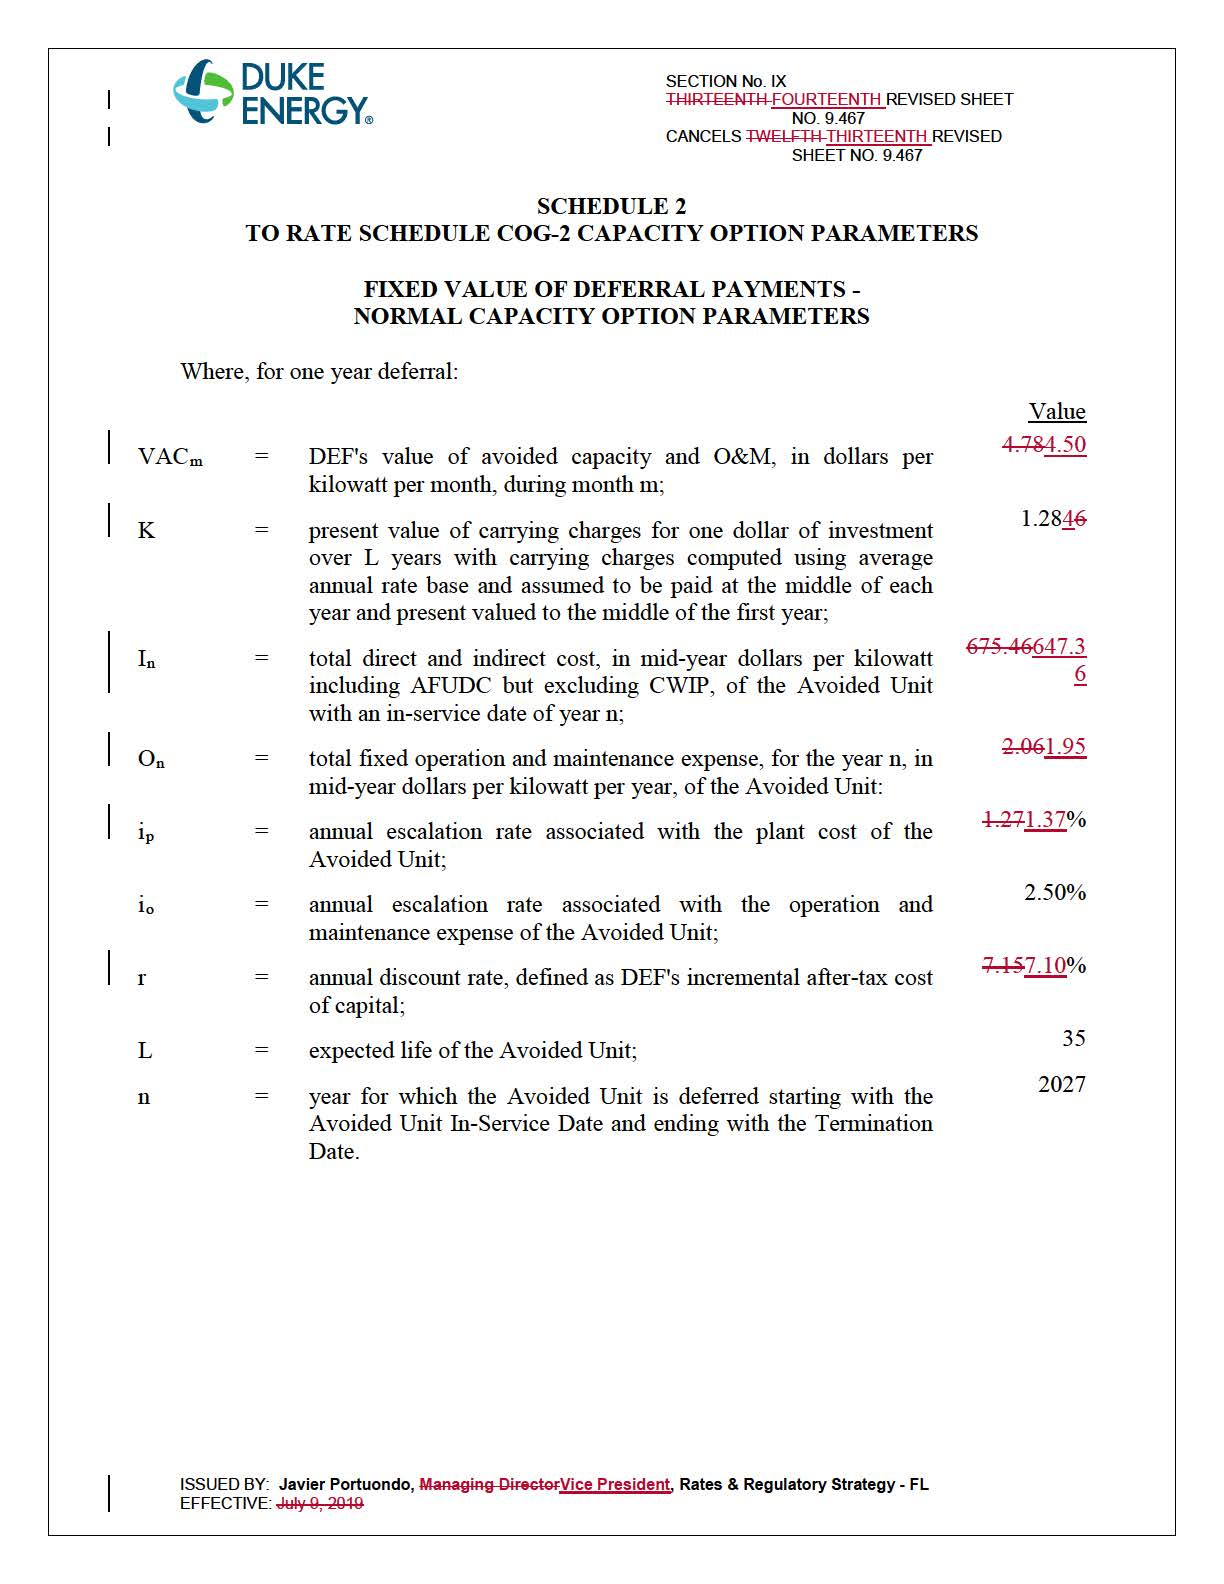 DUKE
ENERGY®
SECTION No. IX
THIRTEENTH FOURTEENTH REVISED SHEET
NO. 9.467
CANCELS TWELFTH THIRTEENTH REVISED
SHEET NO. 9.467
SCHEDULE 2
TO RATE SCHEDULE COG-2 CAPACITY OPTION PARAMETERS
FIXED VALUE OF DEFERRAL PAYMENTS -
NORMAL CAPACITY OPTION PARAMETERS
Where, for one year deferral:
Value
VACm = DEF's value of avoided capacity and O&M, in dollars per 4.784.50
kilowatt per month, during month m;
K = present value of carrying charges for one dollar of investment 1.2846
over L years with carrying charges computed using average
annual rate base and assumed to be paid at the middle of each
year and present valued to the middle of the first year;
In = total direct and indirect cost, in mid-year dollars per kilowatt 675.46647.3
including AFUDC but excluding CWIP, of the Avoided Unit 6
with an in-service date of year n;
On = total fixed operation and maintenance expense, for the year n, in 2.061.95
mid-year dollars per kilowatt per year, of the Avoided Unit:
ip = annual escalation rate associated with the plant cost of the 1.271.37%
Avoided Unit;
io = annual escalation rate associated with the operation and 2.50%
maintenance expense of the Avoided Unit;
r = annual discount rate, defined as DEF's incremental after-tax cost 7.157.10%
of capital;
L = expected life of the Avoided Unit; 35
n = year for which the Avoided Unit is deferred starting with the 2027
Avoided Unit In-Service Date and ending with the Termination
Date.
ISSUED BY: Javier Portuondo, Managing DirectorVice President, Rates & Regulatory Strategy - FL
EFFECTIVE: July 9, 2019